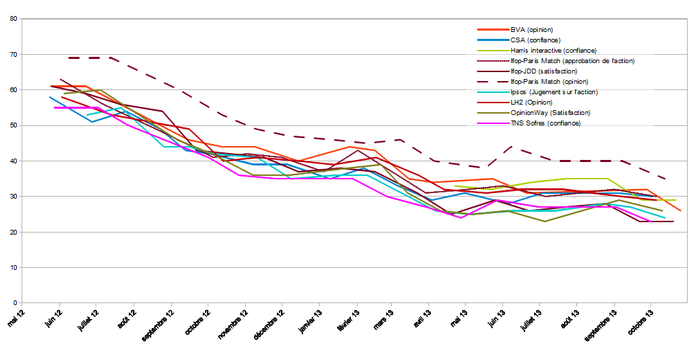 80
70
60
50
40
30
20
10
0
BVA (opinion)
CSA (confiance)
Harris interactive (confiance)
Ifop-Paris Match (approbation de l'action)
Ifop-JDD (satisfaction)
Ifop-Paris Match (opinion)
Ipsos (Jugement sur l'action)
LH2 (Opinion)
OpinionWay (Satisfaction)
TNS Sofres (confiance)
mai 12
juin 12
juillet 12
août 12
septembre 12
octobre 12
novembre 12
décembre 12
janvier 13
février 13
mars 13
avril 13
mai 13
juin 13
juillet 13
août 13
septembre 13
octobre 13